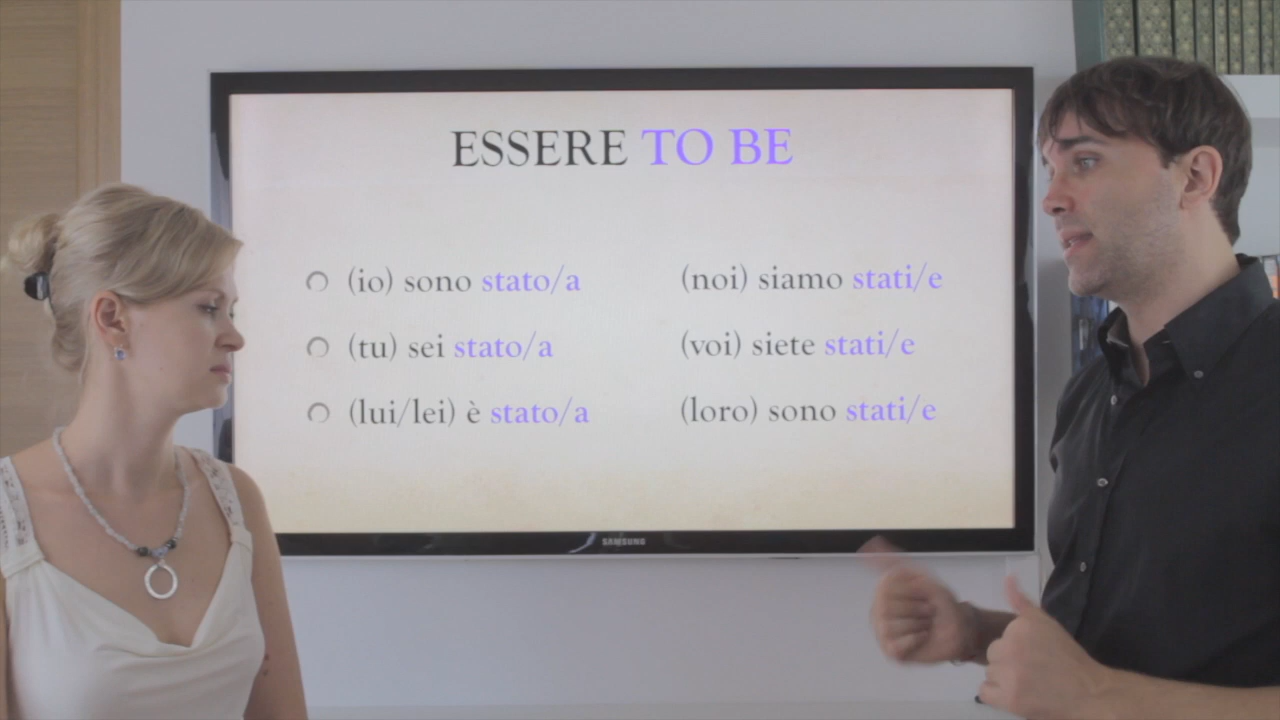 ESSERE TO BE
(io) sono stato/a
(tu) sei stato/a
(lui/lei) è stato/a
(noi) siamo stati/e
(voi) siete stati/e
(loro) sono stati/e
SAMSUNG